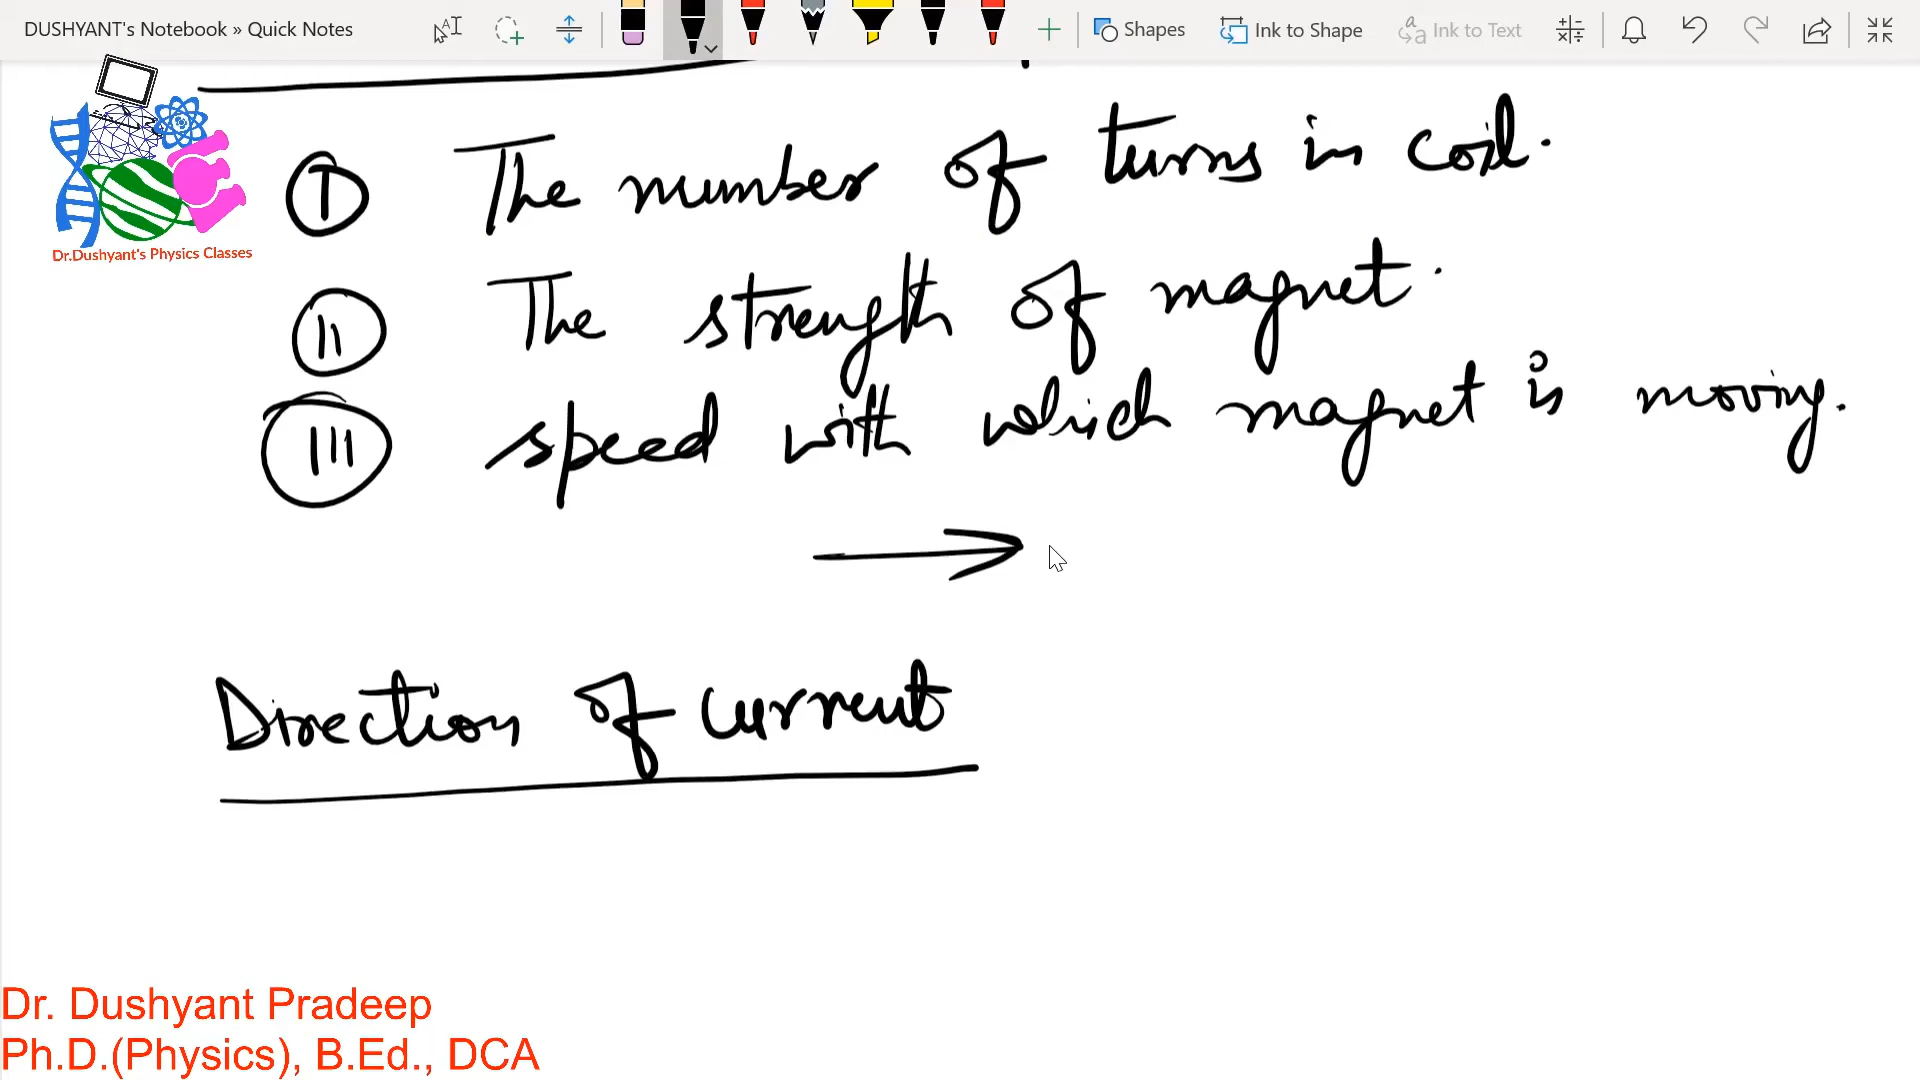 DUSHYANT's Notebook » Quick Notes
Shapes
Ink to Shape
Ink to Text
Dr.Dushyant's Physics Classes
I The number of turns in coil.
II The strength of magnet.
III speed with which magnet is moving.
Direction of current
Dr. Dushyant Pradeep
Ph.D.(Physics), B.Ed., DCA